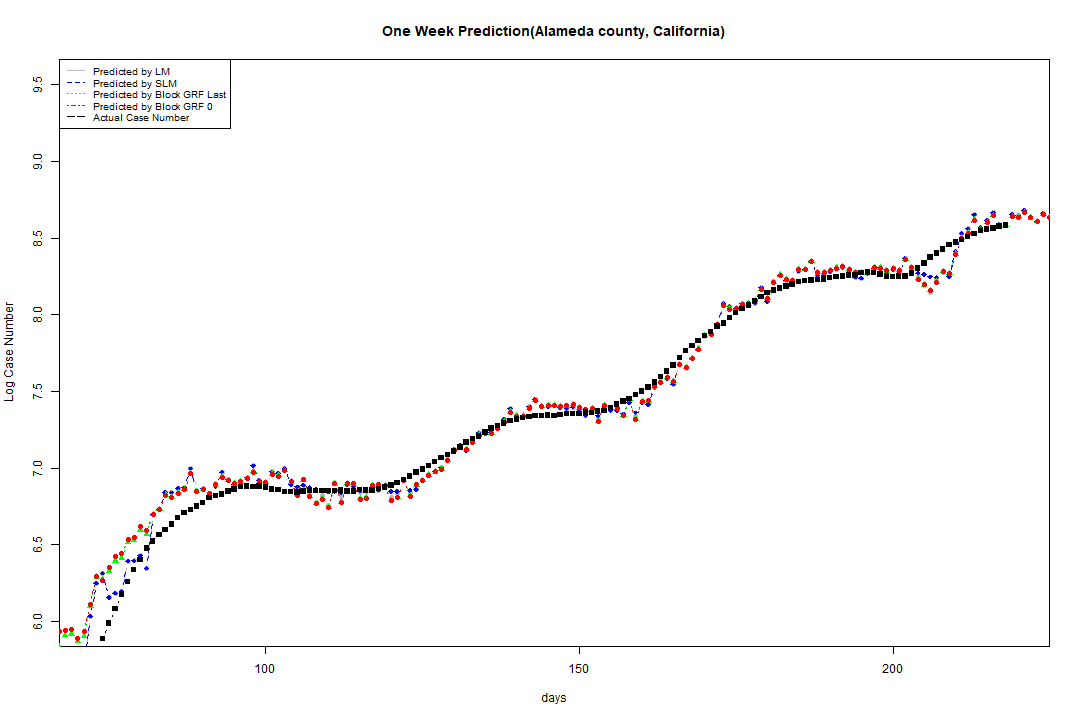 One Week Prediction(Alameda county, California)
Predicted by LM
Predicted by SLM
Predicted by Block GRF Last
Predicted by Block GRF 0
Actual Case Number
9.5
9.0
8.5
8.0
7.5
7.0
6.5
6.0
Log Case Number
100
150
200
days